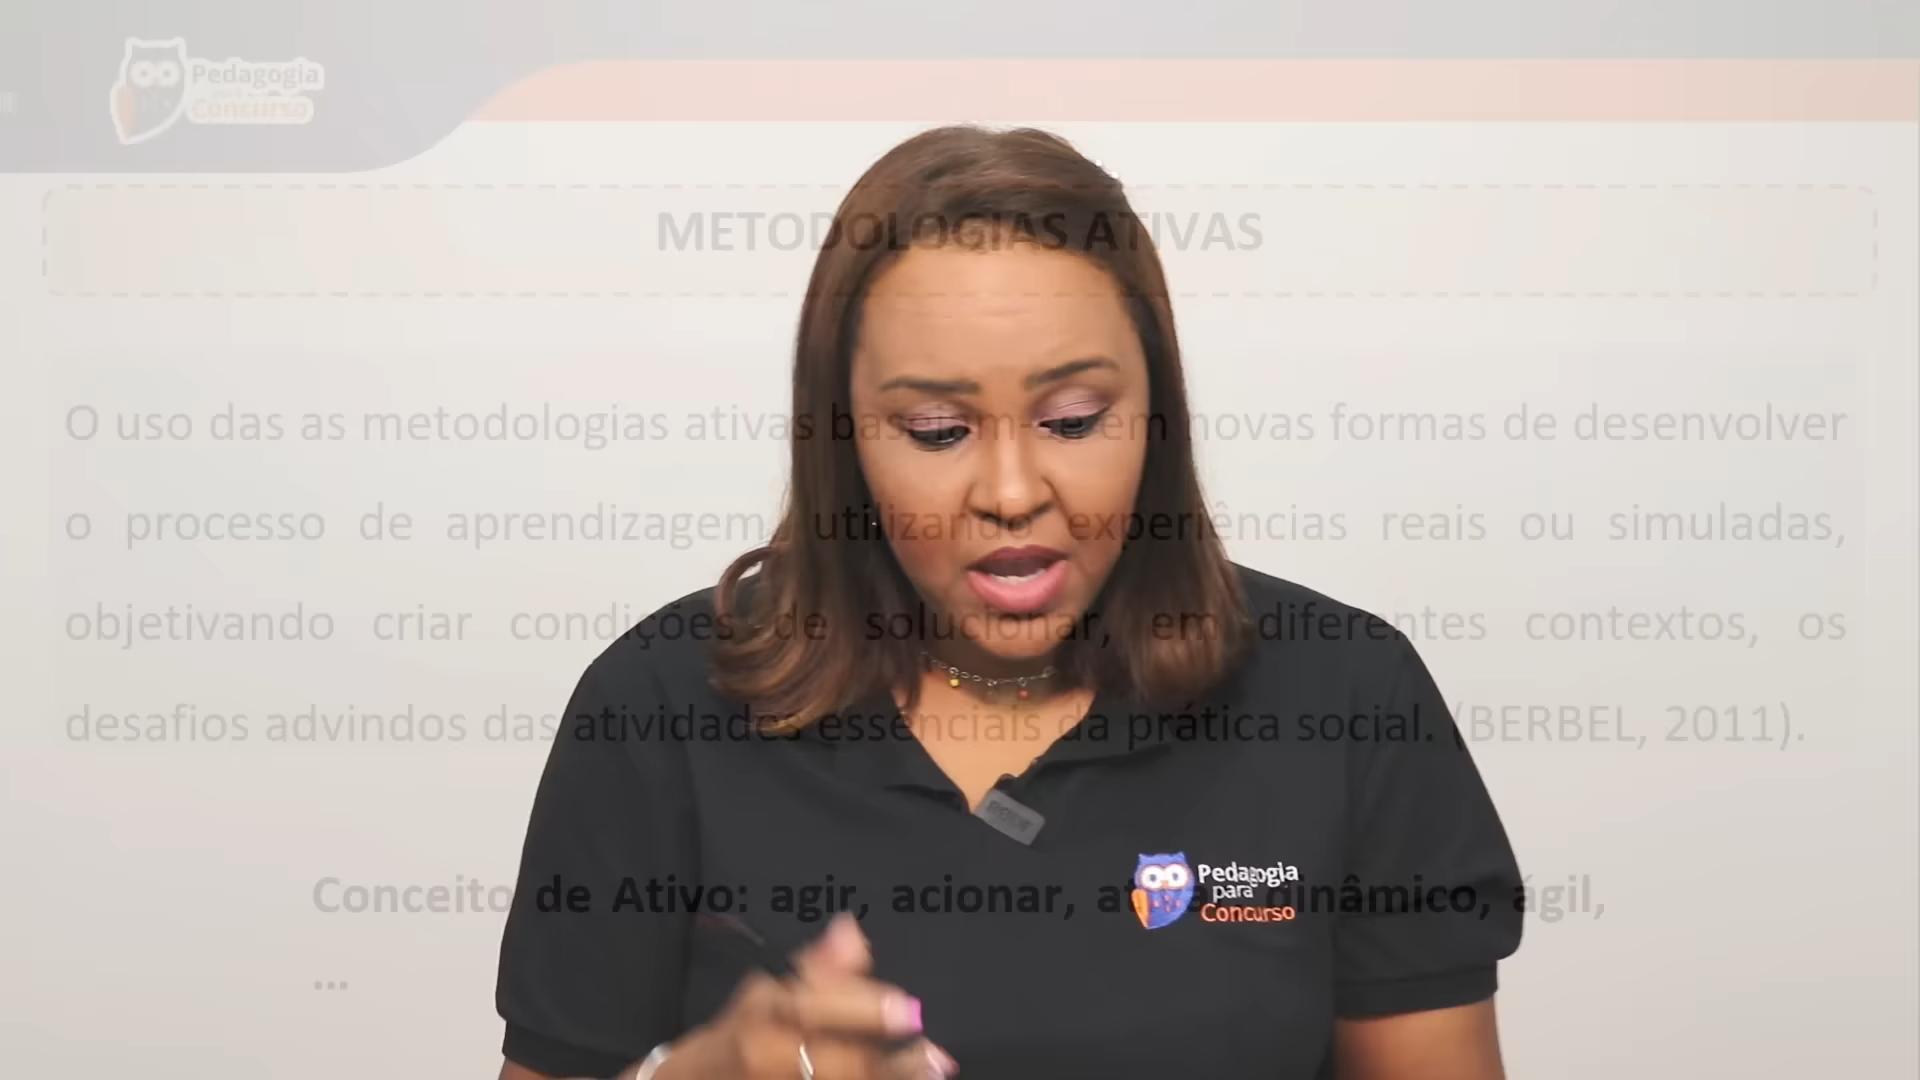 Pedagogia
para
Concurso
METODOLOGIAS ATIVAS
O uso das as metodologias ativas em novas formas de desenvolver
o processo de aprendizagem, utilizando experiências reais ou simuladas,
objetivando criar condições de solucionar, em diferentes contextos, os
desafios advindos das atividades essenciais da prática social. (BERBEL, 2011).
Conceito de Ativo: agir, acionar, dinâmico, ágil,
...
Pedagogia
para
Concurso